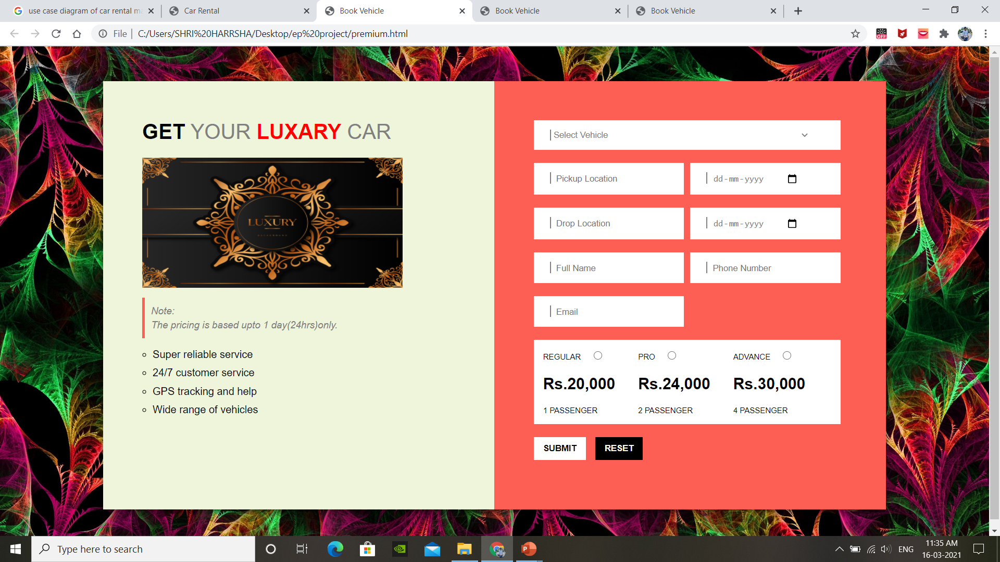 use case diagram of car rental ma
Car Rental
Book Vehicle
Book Vehicle
Book Vehicle
File
C:/Users/SHRI%20HARRSHA/Desktop/ep%20project/premium.html
OFF
GET YOUR LUXARY CAR
LUXURY
BACKGROUND
Note:
The pricing is based upto 1 day(24hrs)only.
Super reliable service
24/7 customer service
GPS tracking and help
Wide range of vehicles
Select Vehicle
Pickup Location
dd-mm-yyyy
Drop Location
dd-mm-yyyy
Full Name
Phone Number
Email
REGULAR PRO ADVANCE
Rs.20,000 Rs.24,000 Rs.30,000
1 PASSENGER 2 PASSENGER 4 PASSENGER
SUBMIT RESET
Type here to search
P
ENG
11:35 AM
16-03-2021